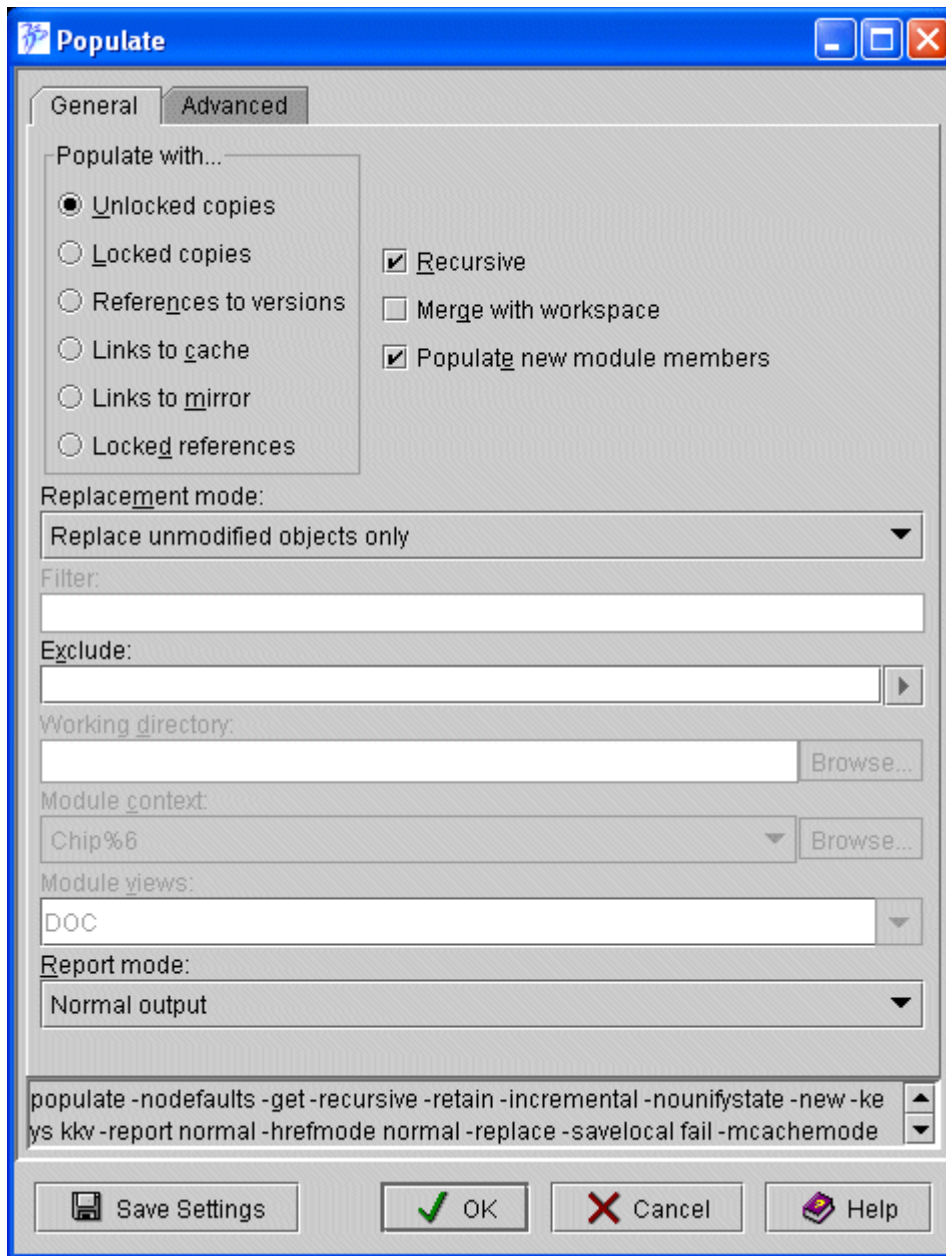 Populate
General
Advanced
Populate with...
Unlocked copies
Locked copies
References to versions
Links to cache
Links to mirror
Locked references
Recursive
Merge with workspace
Populate new module members
Replacement mode:
Replace unmodified objects only
Filter:
Exclude:
Working directory:
Browse...
Module context:
Chip%6
Browse...
Module views:
DOC
Report mode:
Normal output
populate -nodefaults -get -recursive -retain -incremental -nounifystate -new -ke
ys kkv -report normal -hrefmode normal -replace -savelocal fail -mcachemode
Save Settings
OK
Cancel
Help